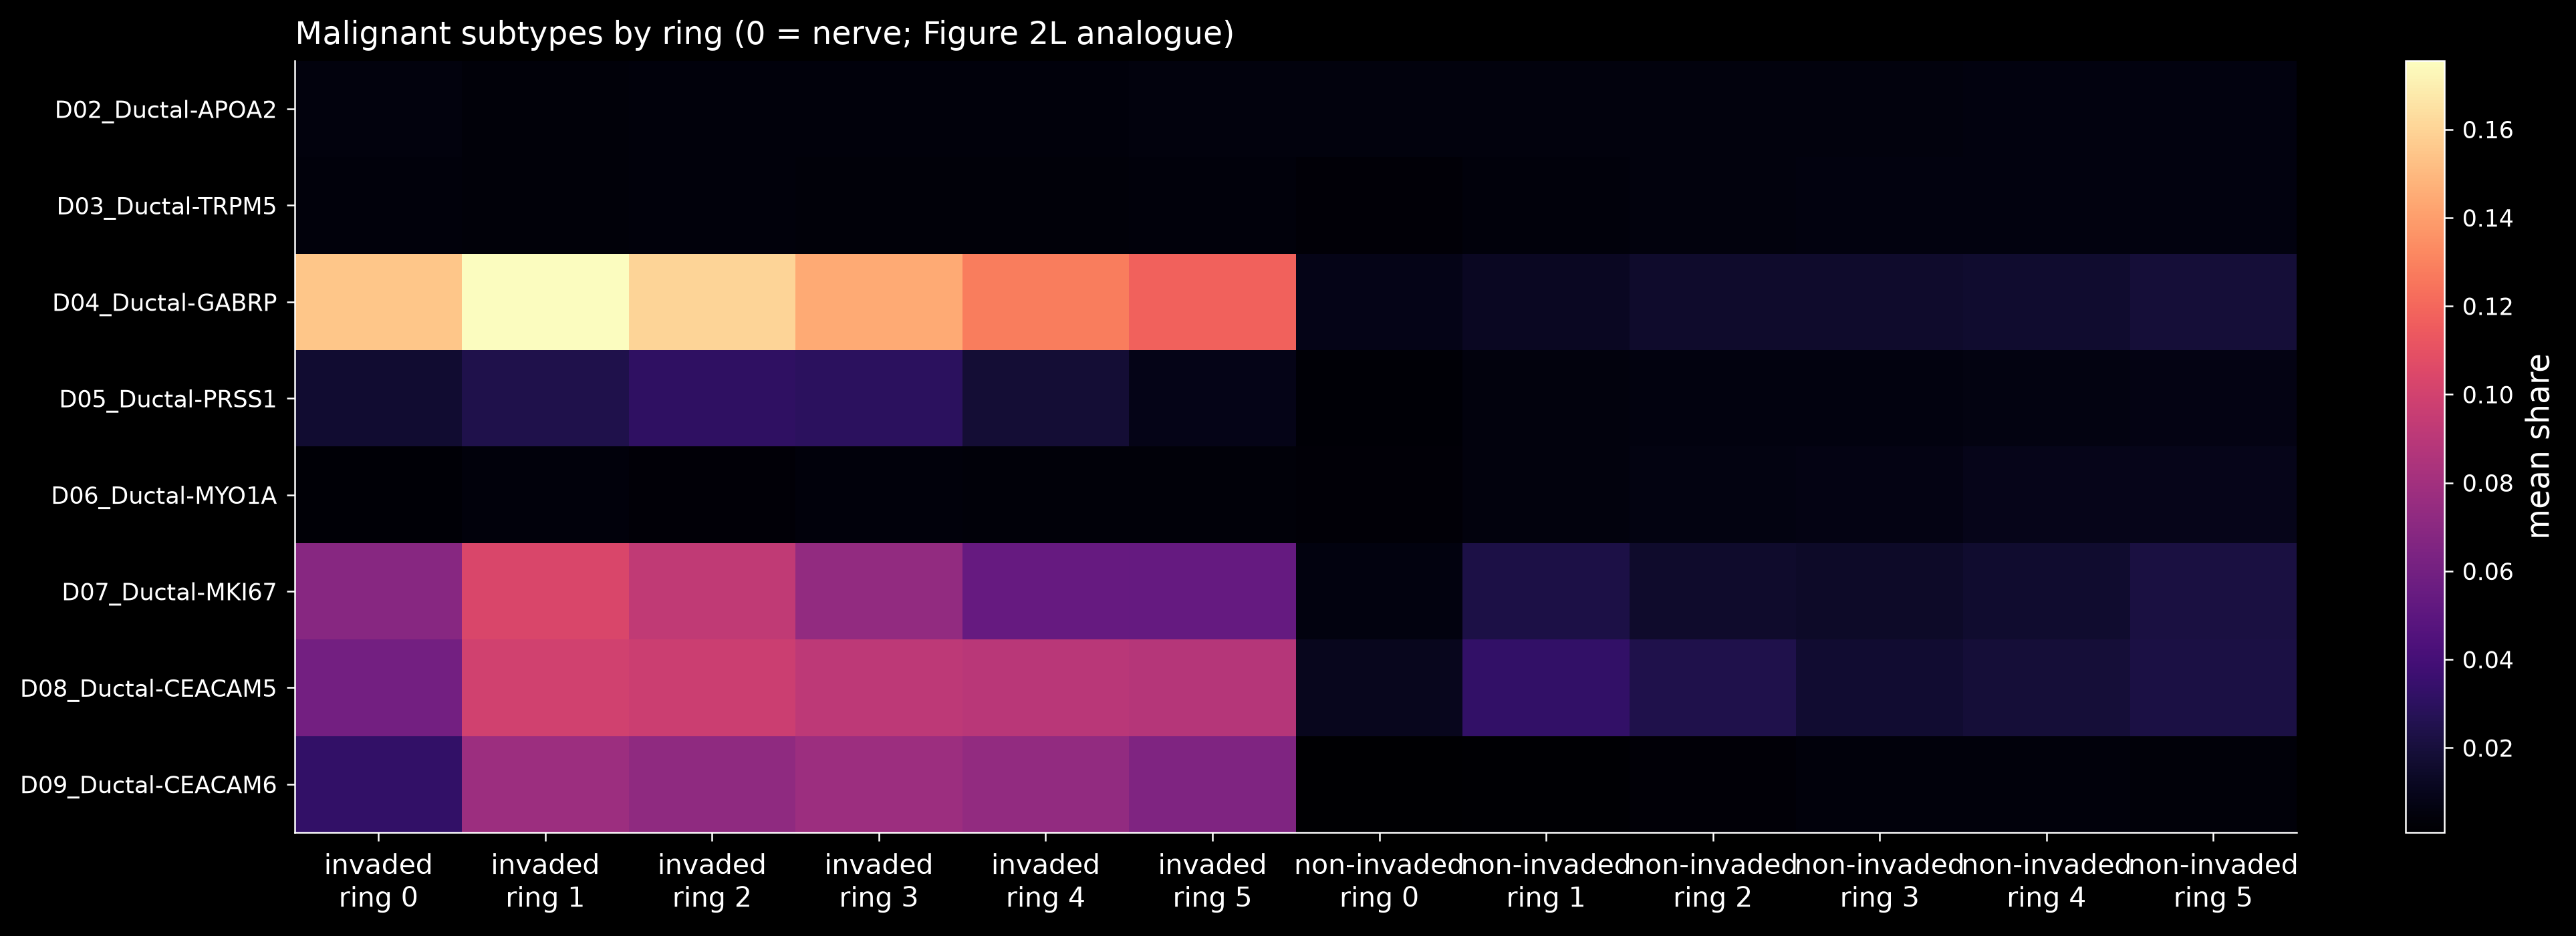 Malignant subtypes by ring (0 = nerve; Figure 2L analogue)
D02_Ductal-APOA2
D03_Ductal-TRPM5
D04_Ductal-GABRP
D05_Ductal-PRSS1
D06_Ductal-MYO1A
D07_Ductal-MKI67
D08_Ductal-CEACAM5
D09_Ductal-CEACAM6
invaded
ring 0
invaded
ring 1
invaded
ring 2
invaded
ring 3
invaded
ring 4
invaded
ring 5
non-invaded
ring 0
non-invaded
ring 1
non-invaded
ring 2
non-invaded
ring 3
non-invaded
ring 4
non-invaded
ring 5
0.16
0.14
0.12
0.10
0.08
0.06
0.04
0.02
mean share